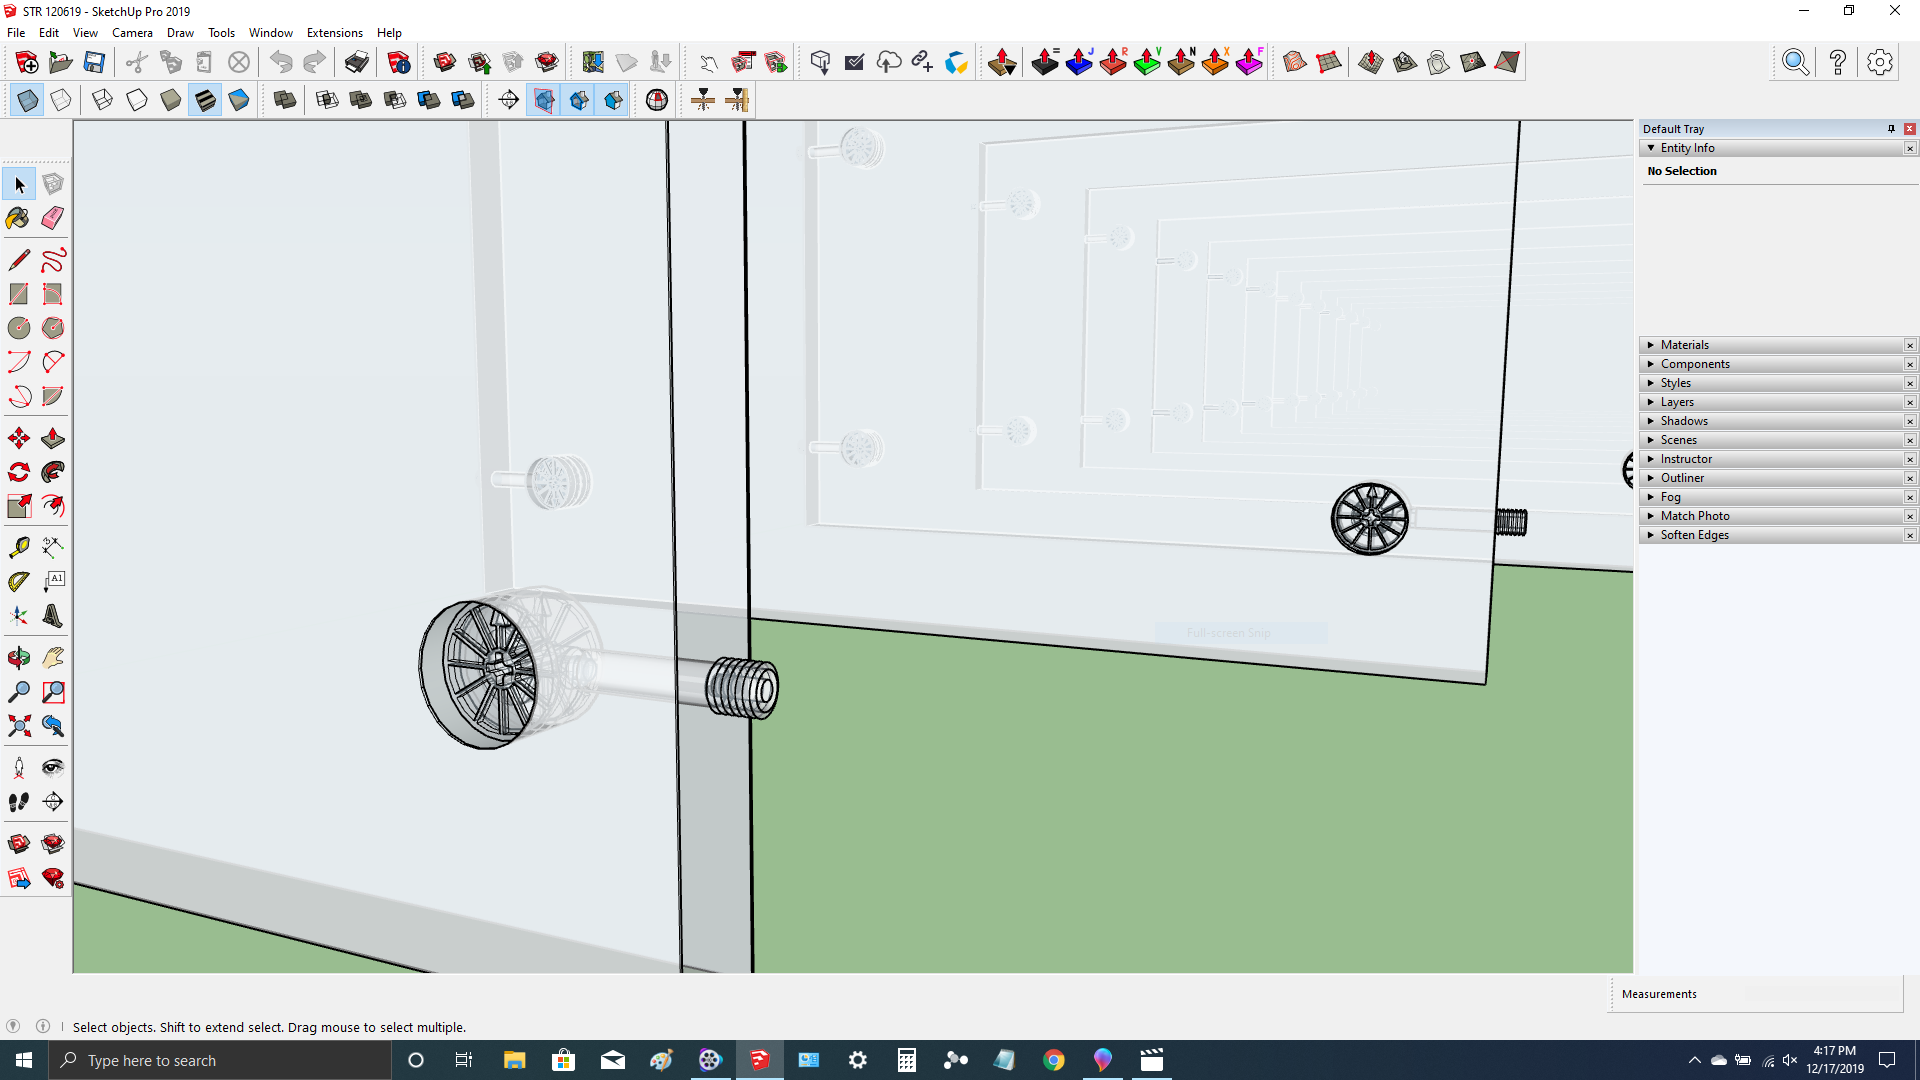 STR 120619 - SketchUp Pro 2019
File Edit View Camera Draw Tools Window Extensions Help
= J R V N X F
Default Tray
Entity Info
No Selection
Materials
Components
Styles
Layers
Shadows
Scenes
Instructor
Outliner
Fog
Match Photo
Soften Edges
A1
Full-screen Snip
Measurements
Select objects. Shift to extend select. Drag mouse to select multiple.
Type here to search
4:17 PM
12/17/2019